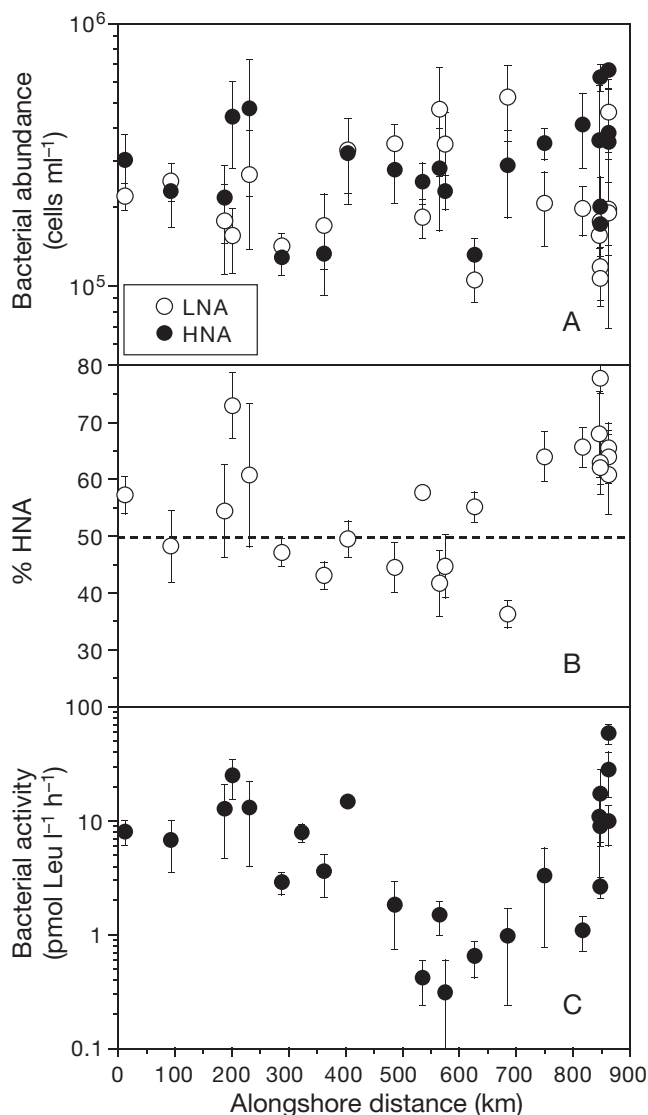 10⁶
Bacterial abundance
(cells ml⁻¹)
10⁵
LNA
HNA
A
80
70
60
50
40
30
% HNA
B
100
10
1
0.1
Bacterial activity
(pmol Leu l⁻¹ h⁻¹)
C
0 100 200 300 400 500 600 700 800 900
Alongshore distance (km)